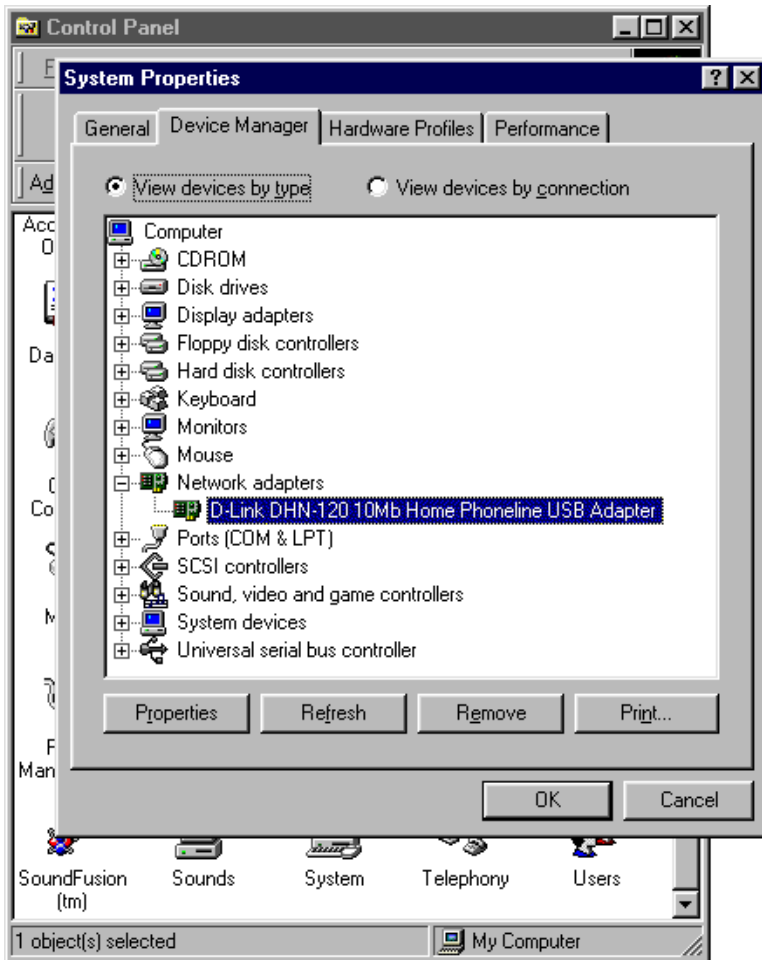 Control Panel
System Properties
General Device Manager Hardware Profiles Performance
Ad
View devices by type View devices by connection
Computer
CDROM
Disk drives
Display adapters
Floppy disk controllers
Da
Hard disk controllers
Keyboard
Monitors
Mouse
Network adapters
Co
D-Link DHN-120 10Mb Home Phoneline USB Adapter
Ports (COM & LPT)
SCSI controllers
Sound, video and game controllers
System devices
Universal serial bus controller
Properties Refresh Remove Print...
Man
OK Cancel
SoundFusion Sounds System Telephony Users
(tm)
1 object(s) selected My Computer